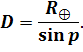 D = R⊕ / sin p.